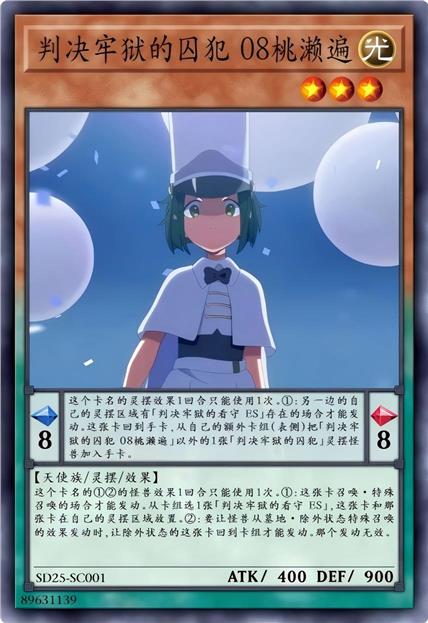 判决牢狱的囚犯 08桃濑遍 光
这个卡名的灵摆效果1回合只能使用1次。①:另一边的自
己的灵摆区域有「判决牢狱的看守 ES」存在的场合才能发
动。这张卡回到手卡，从自己的额外卡组(表侧)把「判决牢
狱的囚犯 08桃濑遍」以外的1张「判决牢狱的囚犯」灵摆怪
兽加入手卡。
8
8
【天使族/灵摆/效果】
这个卡名的①②的怪兽效果1回合只能使用1次。①:这张卡召唤·特殊
召唤的场合才能发动。从卡组选1张「判决牢狱的看守 ES」,这张卡和那
张卡在自己的灵摆区域放置。②:要让怪兽从墓地·除外状态特殊召唤
的效果发动时,让除外状态的这张卡回到卡组才能发动。那个发动无效。
SD25-SC001
ATK/ 400 DEF/ 900
89631139